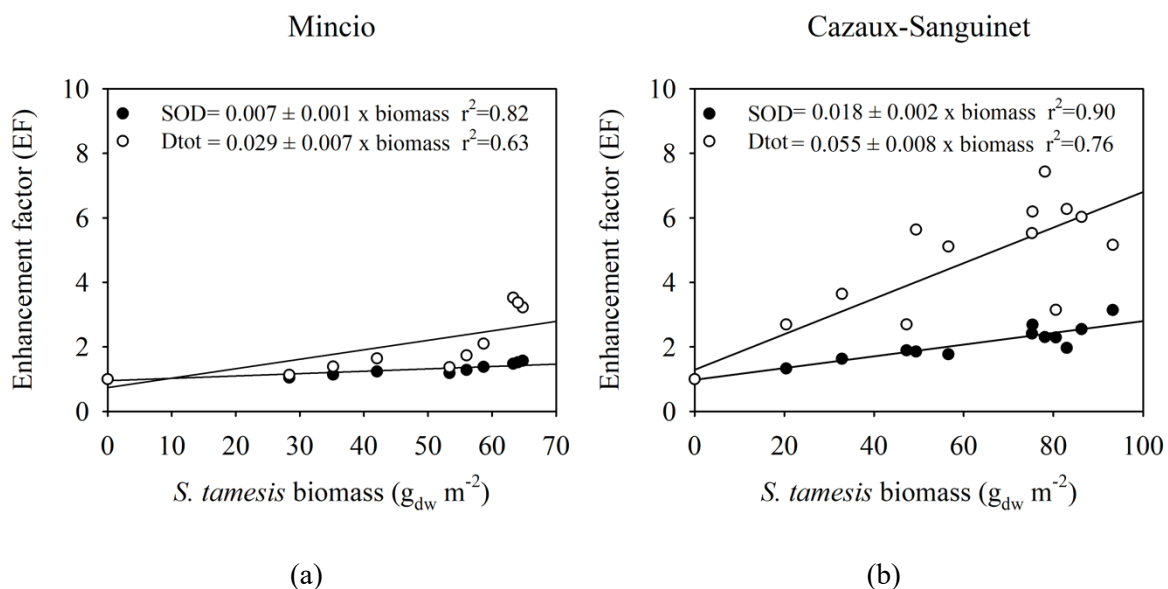 Mincio
Enhancement factor (EF)
10
8
6
4
2
0
SOD= 0.007 ± 0.001 x biomass r²=0.82
Dtot = 0.029 ± 0.007 x biomass r²=0.63
0 10 20 30 40 50 60 70
S. tamesis biomass (g_dw m⁻²)
(a)
Cazaux-Sanguinet
Enhancement factor (EF)
10
8
6
4
2
0
SOD= 0.018 ± 0.002 x biomass r²=0.90
Dtot = 0.055 ± 0.008 x biomass r²=0.76
0 20 40 60 80 100
S. tamesis biomass (g_dw m⁻²)
(b)